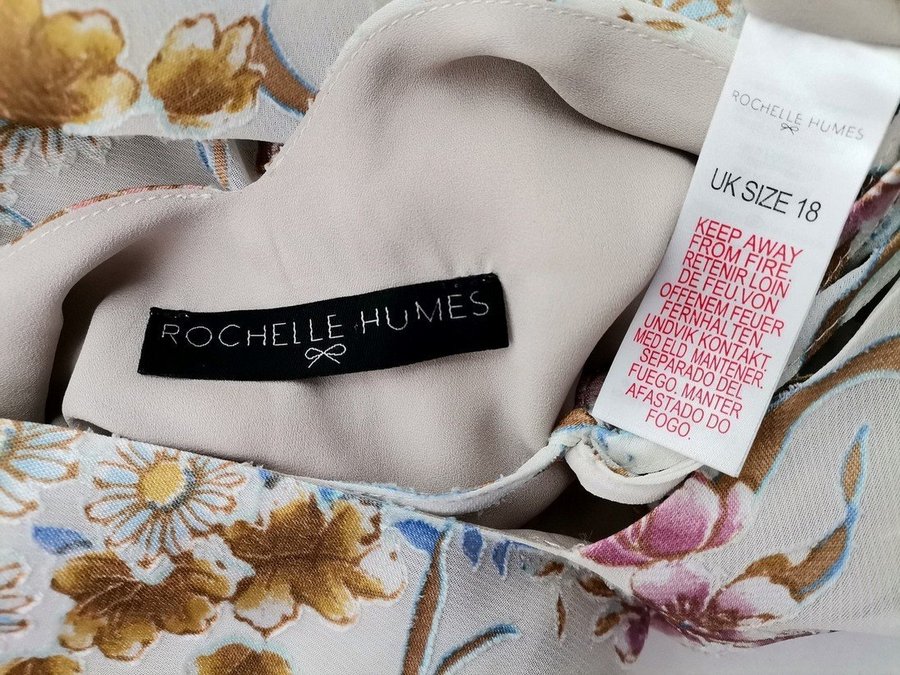 ROCHELLE HUMES
ROCHELLE HUMES
UK SIZE 18
KEEP AWAY
FROM FIRE
RETENIR LOIN
DE FEU.VON
OFFENEM FEUER
FERNHALTEN.
UNDVIK KONTAKT
MED.ELD MANTENER.
SEPARADO DEL
FUEGO. MANTER
AFASTADO DO
FOGO.